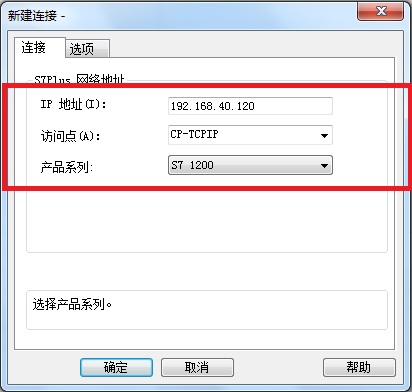 新建连接 -
连接 选项
S7Plus 网络地址
IP 地址(I): 192.168.40.120
访问点(A): CP-TCPIP
产品系列: S7 1200
选择产品系列。
确定 取消 帮助